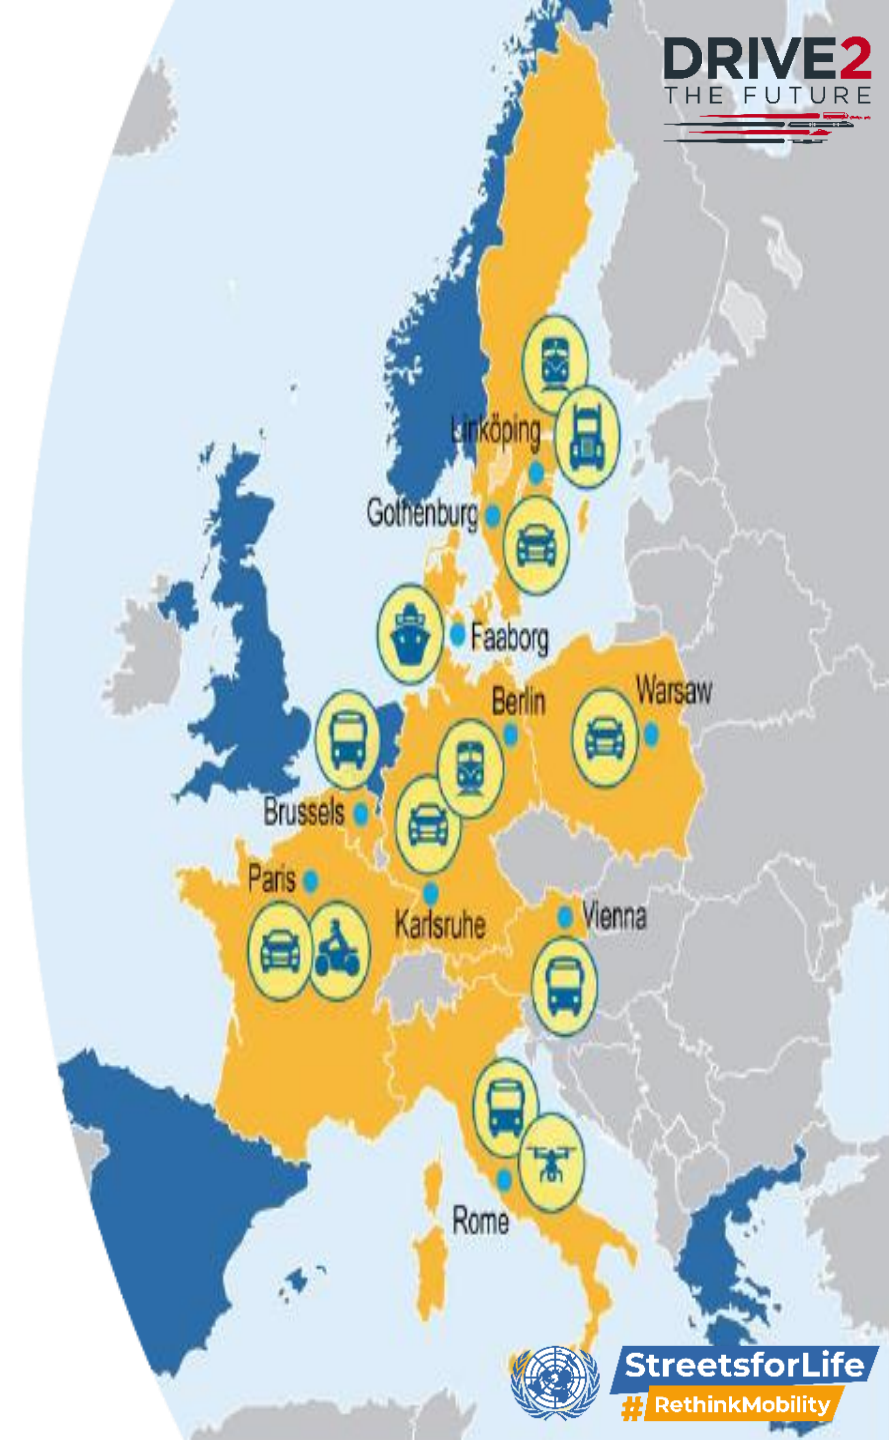 DRIVE2
THE FUTURE
Linköping
Gothenburg
Faaborg
Berlin
Warsaw
Brussels
Paris
Karlsruhe
Vienna
Rome
StreetsforLife
# RethinkMobility